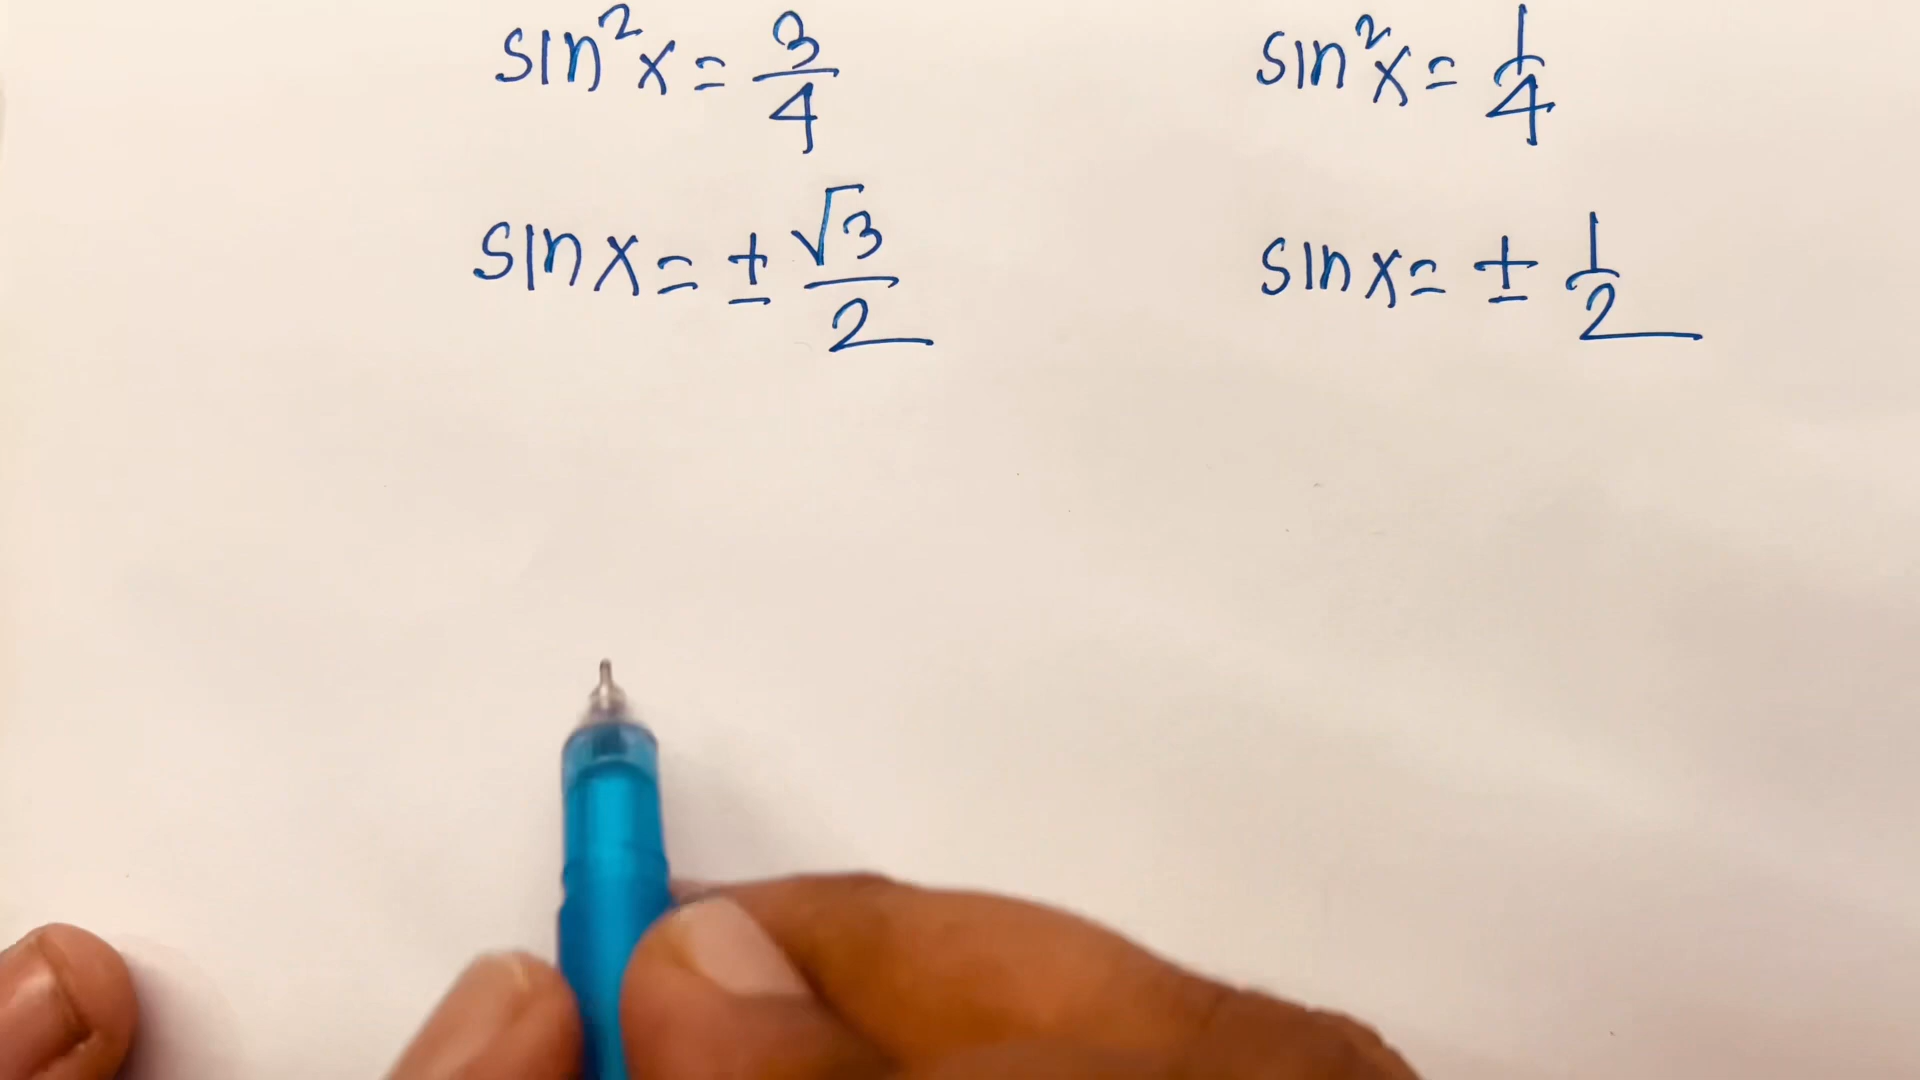 sin²x = 3/4
sin x = ± √3/2
sin²x = 1/4
sin x = ± 1/2